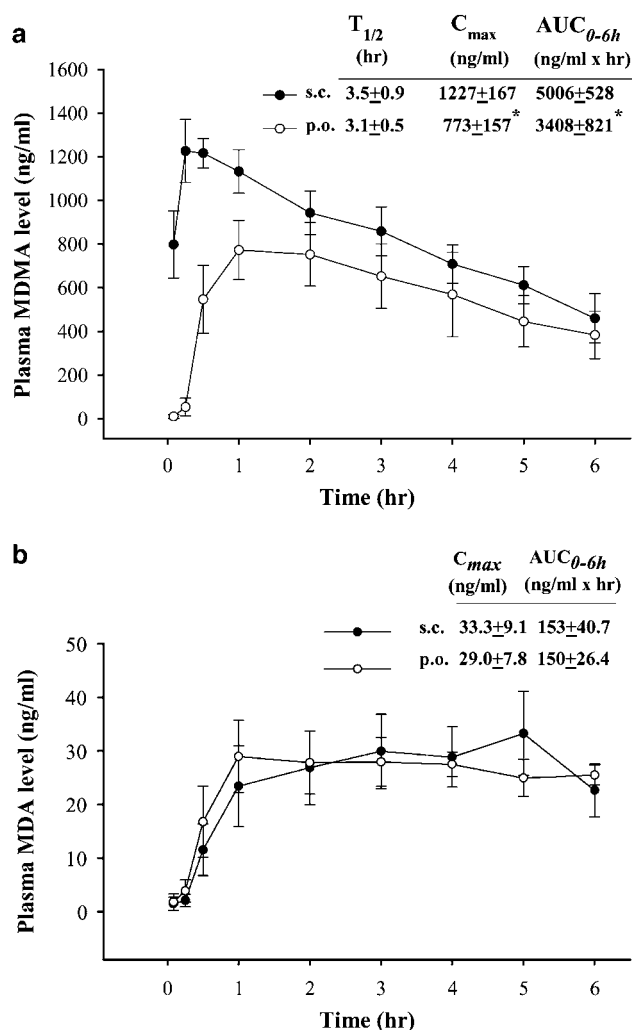 a
T1/2 Cmax AUC0-6h
(hr) (ng/ml) (ng/ml x hr)
s.c. 3.5±0.9 1227±167 5006±528
p.o. 3.1±0.5 773±157* 3408±821*
Plasma MDMA level (ng/ml)
1600
1400
1200
1000
800
600
400
200
0
0 1 2 3 4 5 6
Time (hr)
b
Cmax AUC0-6h
(ng/ml) (ng/ml x hr)
s.c. 33.3±9.1 153±40.7
p.o. 29.0±7.8 150±26.4
Plasma MDA level (ng/ml)
50
40
30
20
10
0
0 1 2 3 4 5 6
Time (hr)